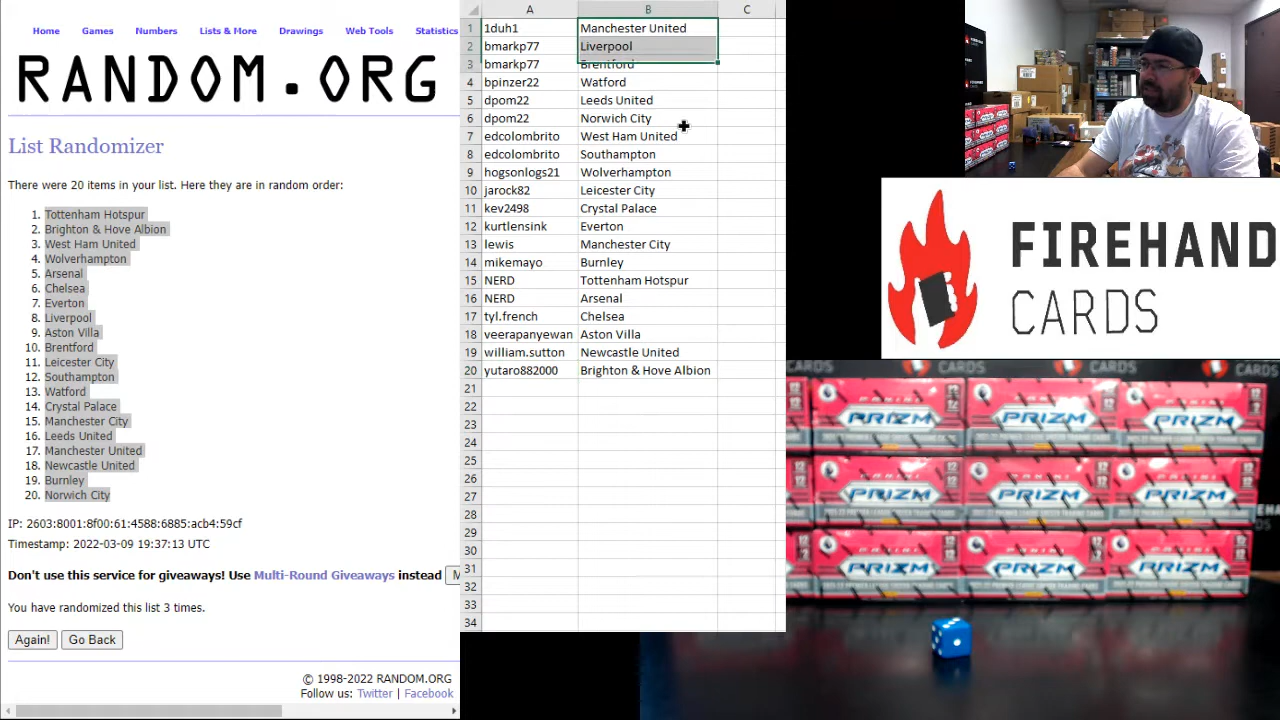 Home Games Numbers Lists & More Drawings Web Tools Statistics
RANDOM.ORG
List Randomizer
There were 20 items in your list. Here they are in random order:
1. Tottenham Hotspur
2. Brighton & Hove Albion
3. West Ham United
4. Wolverhampton
5. Arsenal
6. Chelsea
7. Everton
8. Liverpool
9. Aston Villa
10. Brentford
11. Leicester City
12. Southampton
13. Watford
14. Crystal Palace
15. Manchester City
16. Leeds United
17. Manchester United
18. Newcastle United
19. Burnley
20. Norwich City
IP: 2603:8001:8f00:61:4588:6885:acb4:59cf
Timestamp: 2022-03-09 19:37:13 UTC
Don't use this service for giveaways! Use Multi-Round Giveaways instead M
You have randomized this list 3 times.
Again! Go Back
© 1998-2022 RANDOM.ORG
Follow us: Twitter | Facebook
A B C
1 1duh1 Manchester United
2 bmarkp77 Liverpool
3 bmarkp77 Brentford
4 bpinzer22 Watford
5 dpom22 Leeds United
6 dpom22 Norwich City
7 edcolombrito West Ham United
8 edcolombrito Southampton
9 hogsonlogs21 Wolverhampton
10 jarock82 Leicester City
11 kev2498 Crystal Palace
12 kurtlensink Everton
13 lewis Manchester City
14 mikemayo Burnley
15 NERD Tottenham Hotspur
16 NERD Arsenal
17 tyl.french Chelsea
18 veerapanyewan Aston Villa
19 william.sutton Newcastle United
20 yutaro882000 Brighton & Hove Albion
21
22
23
24
25
26
27
28
29
30
31
32
33
34
FIREHAND
CARDS
CARDS CARDS CARDS
PRIZM PRIZM PRIZM
PRIZM PRIZM PRIZM
PRIZM PRIZM PRIZM